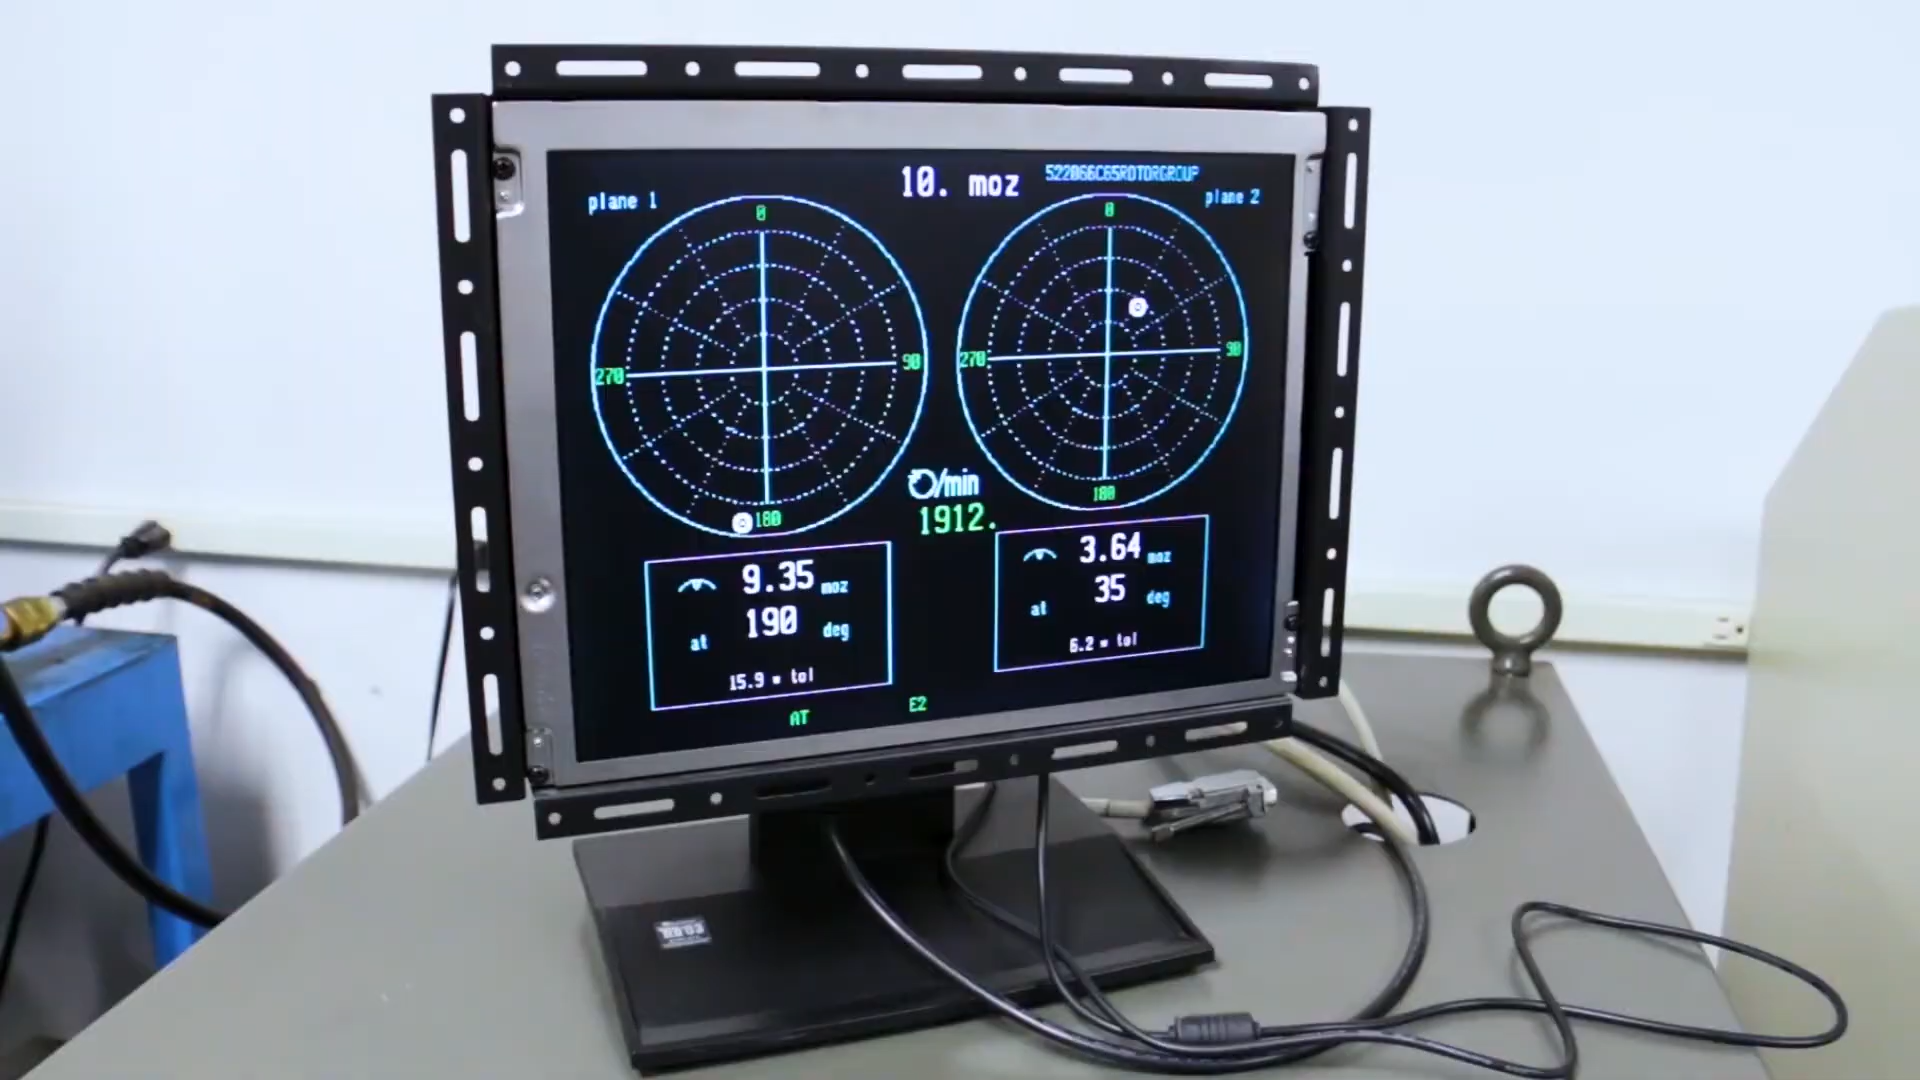 10. moz
522066C65ROTORGROUP
plane 1
plane 2
0
270
90
180
0
270
90
180
/min
1912.
9.35 moz
at 190 deg
15.9 * tol
3.64 moz
at 35 deg
6.2 * tol
AT
E2